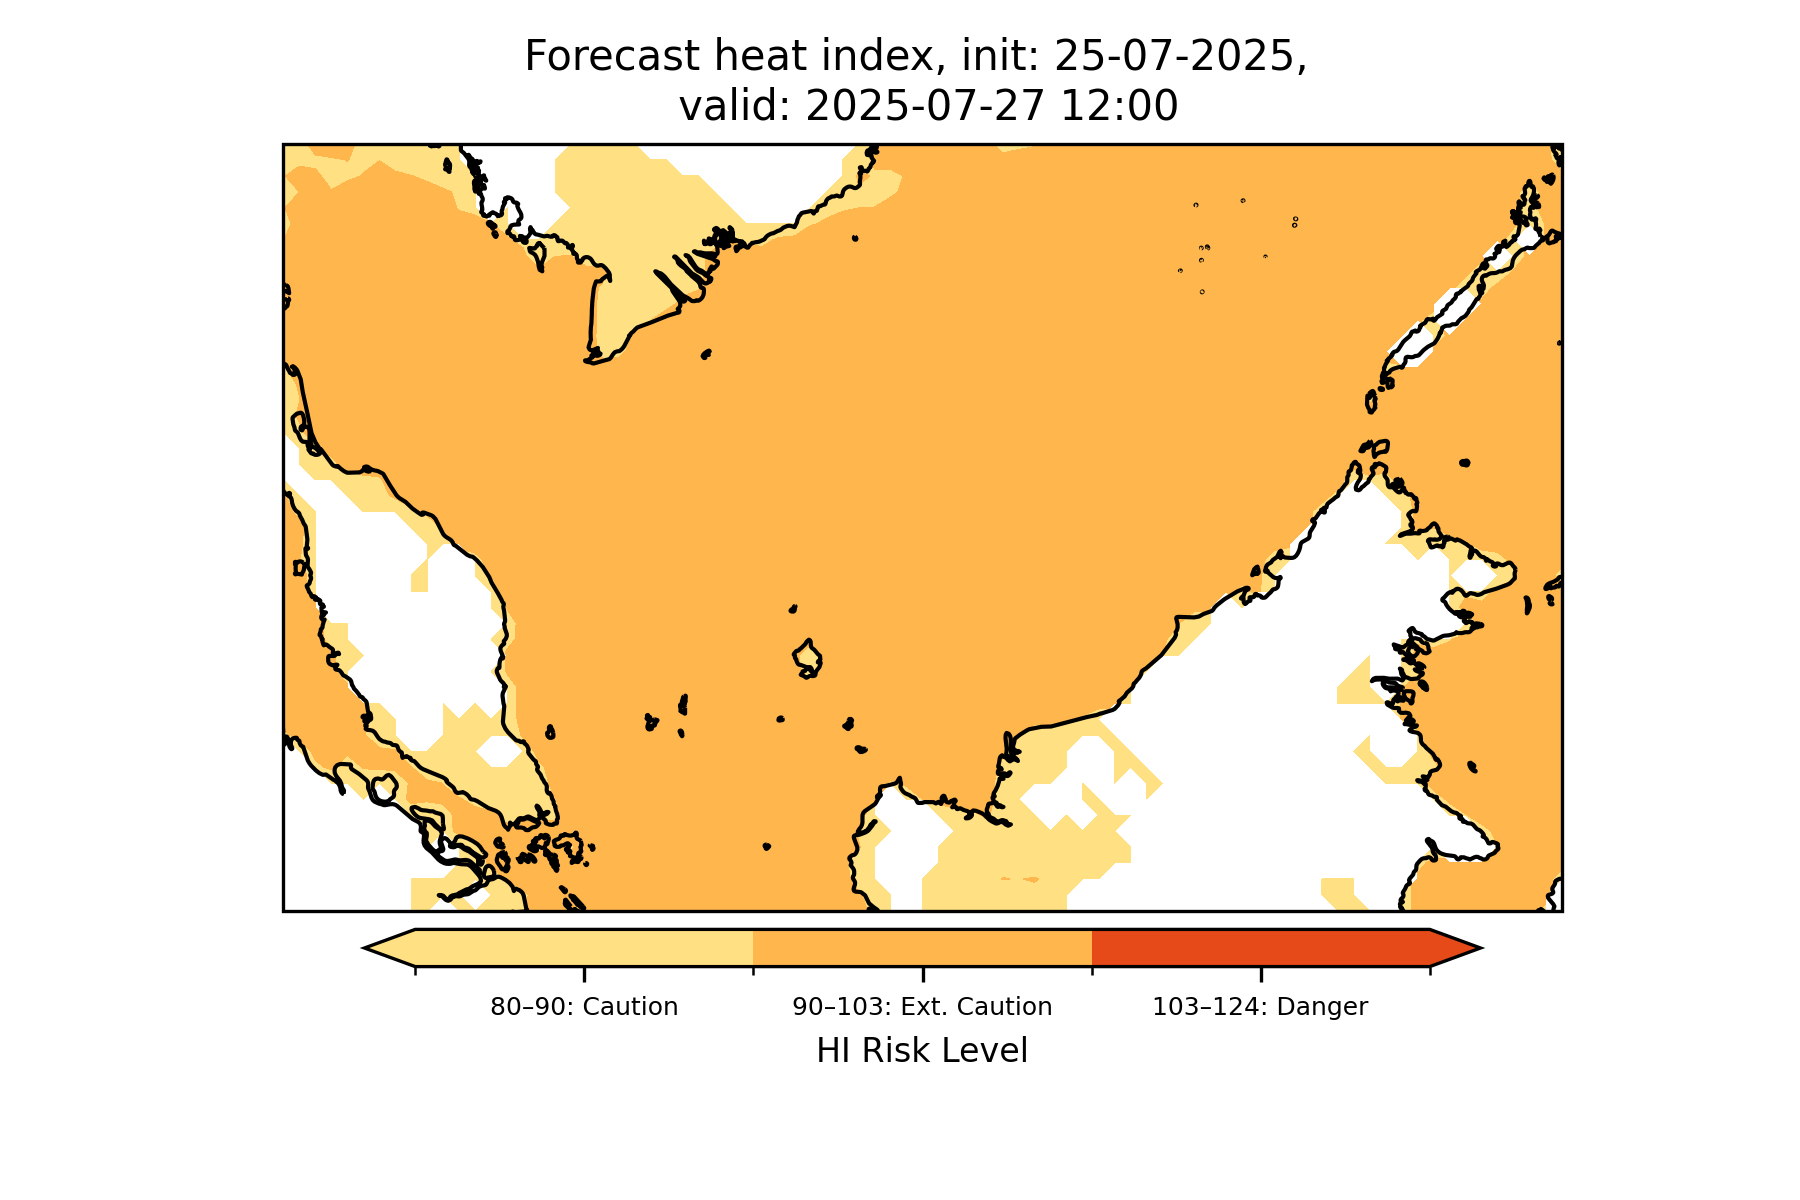 Forecast heat index, init: 25-07-2025,
valid: 2025-07-27 12:00
80–90: Caution
90–103: Ext. Caution
103–124: Danger
HI Risk Level